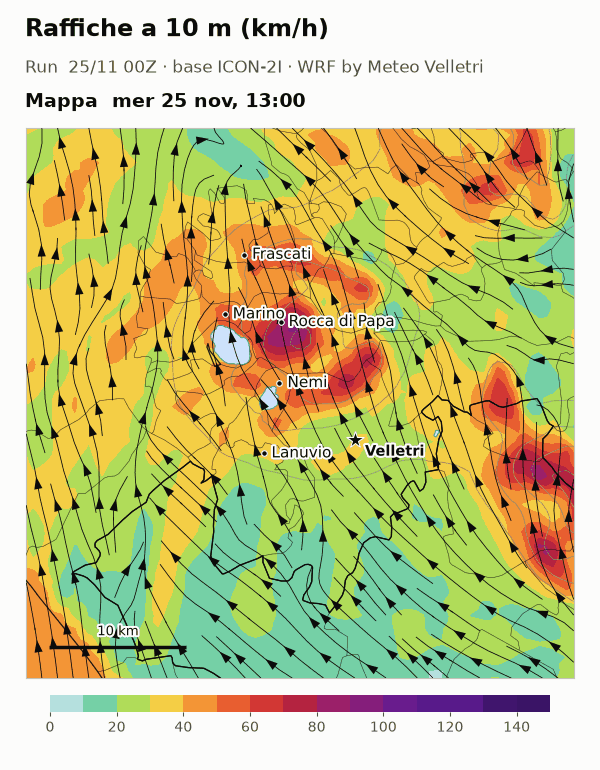 Raffiche a 10 m (km/h)
Run  25/11 00Z · base ICON-2I · WRF by Meteo Velletri
Mappa  mer 25 nov, 13:00
Frascati
Marino
Rocca di Papa
Nemi
Velletri
Lanuvio
10 km
0 20 40 60 80 100 120 140